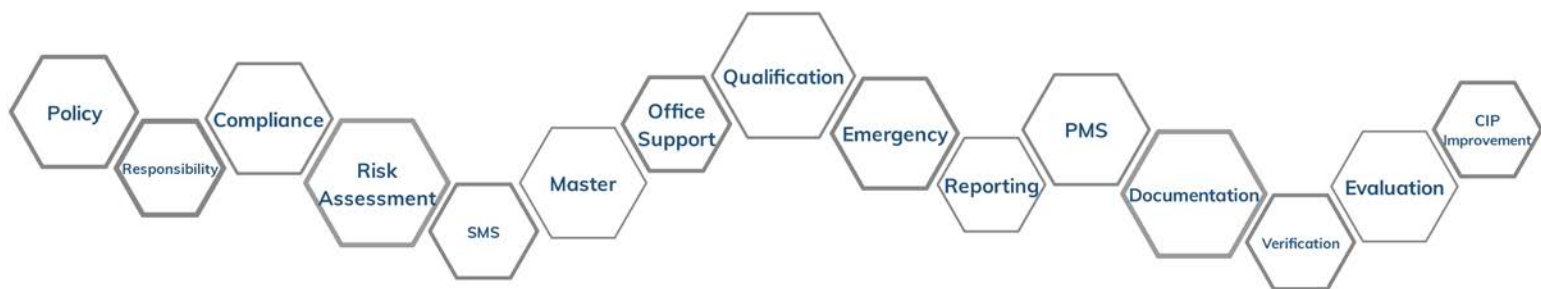 Policy
Responsibility
Compliance
Risk
Assessment
SMS
Master
Office
Support
Qualification
Emergency
Reporting
PMS
Documentation
Verification
Evaluation
CIP
Improvement